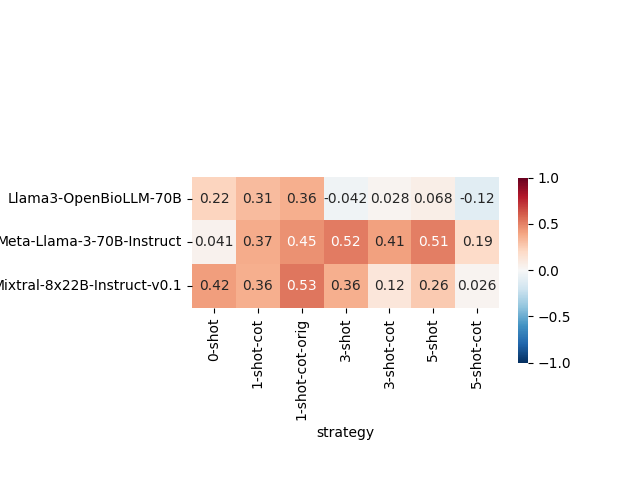 Llama3-OpenBioLLM-70B 0.22 0.31 0.36 -0.042 0.028 0.068 -0.12
Meta-Llama-3-70B-Instruct 0.041 0.37 0.45 0.52 0.41 0.51 0.19
Mixtral-8x22B-Instruct-v0.1 0.42 0.36 0.53 0.36 0.12 0.26 0.026
0-shot
1-shot-cot
1-shot-cot-orig
3-shot
3-shot-cot
5-shot
5-shot-cot
strategy
1.0
0.5
0.0
−0.5
−1.0